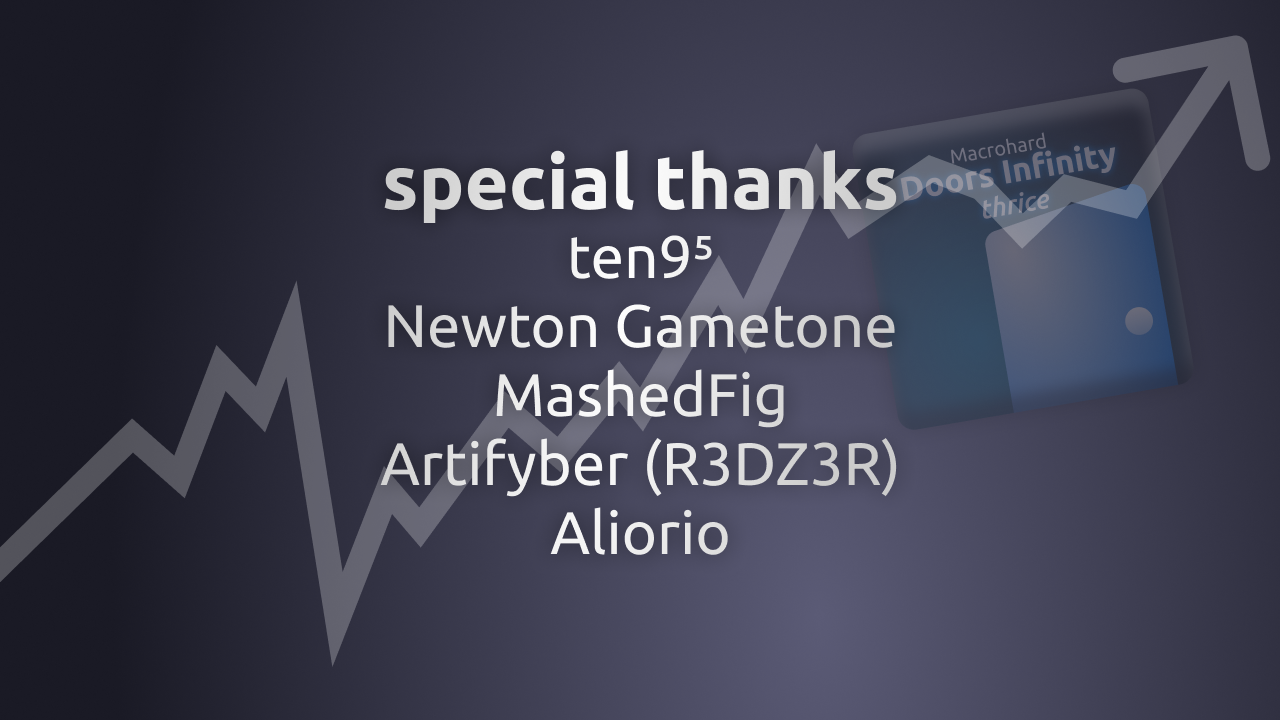 special thanks
ten9⁵
Newton Gametone
MashedFig
Artifyber (R3DZ3R)
Aliorio
Macrohard
Doors Infinity
thrice